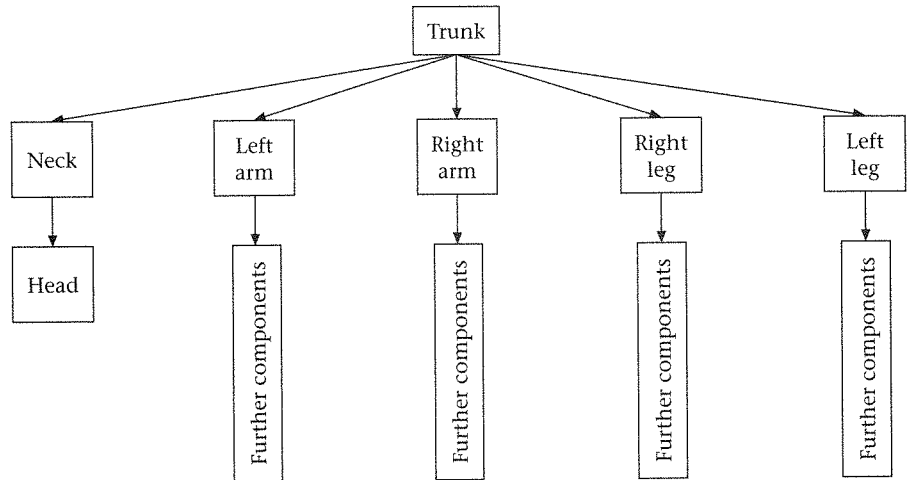 Trunk
Neck
Left
arm
Right
arm
Right
leg
Left
leg
Head
Further components
Further components
Further components
Further components